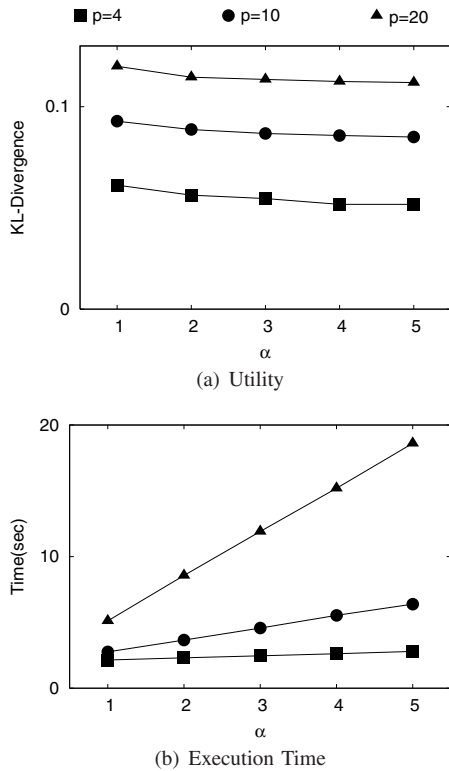 p=4 p=10 p=20
0.1
KL-Divergence
0
1 2 3 4 5
α
(a) Utility
20
Time(sec)
10
0
1 2 3 4 5
α
(b) Execution Time